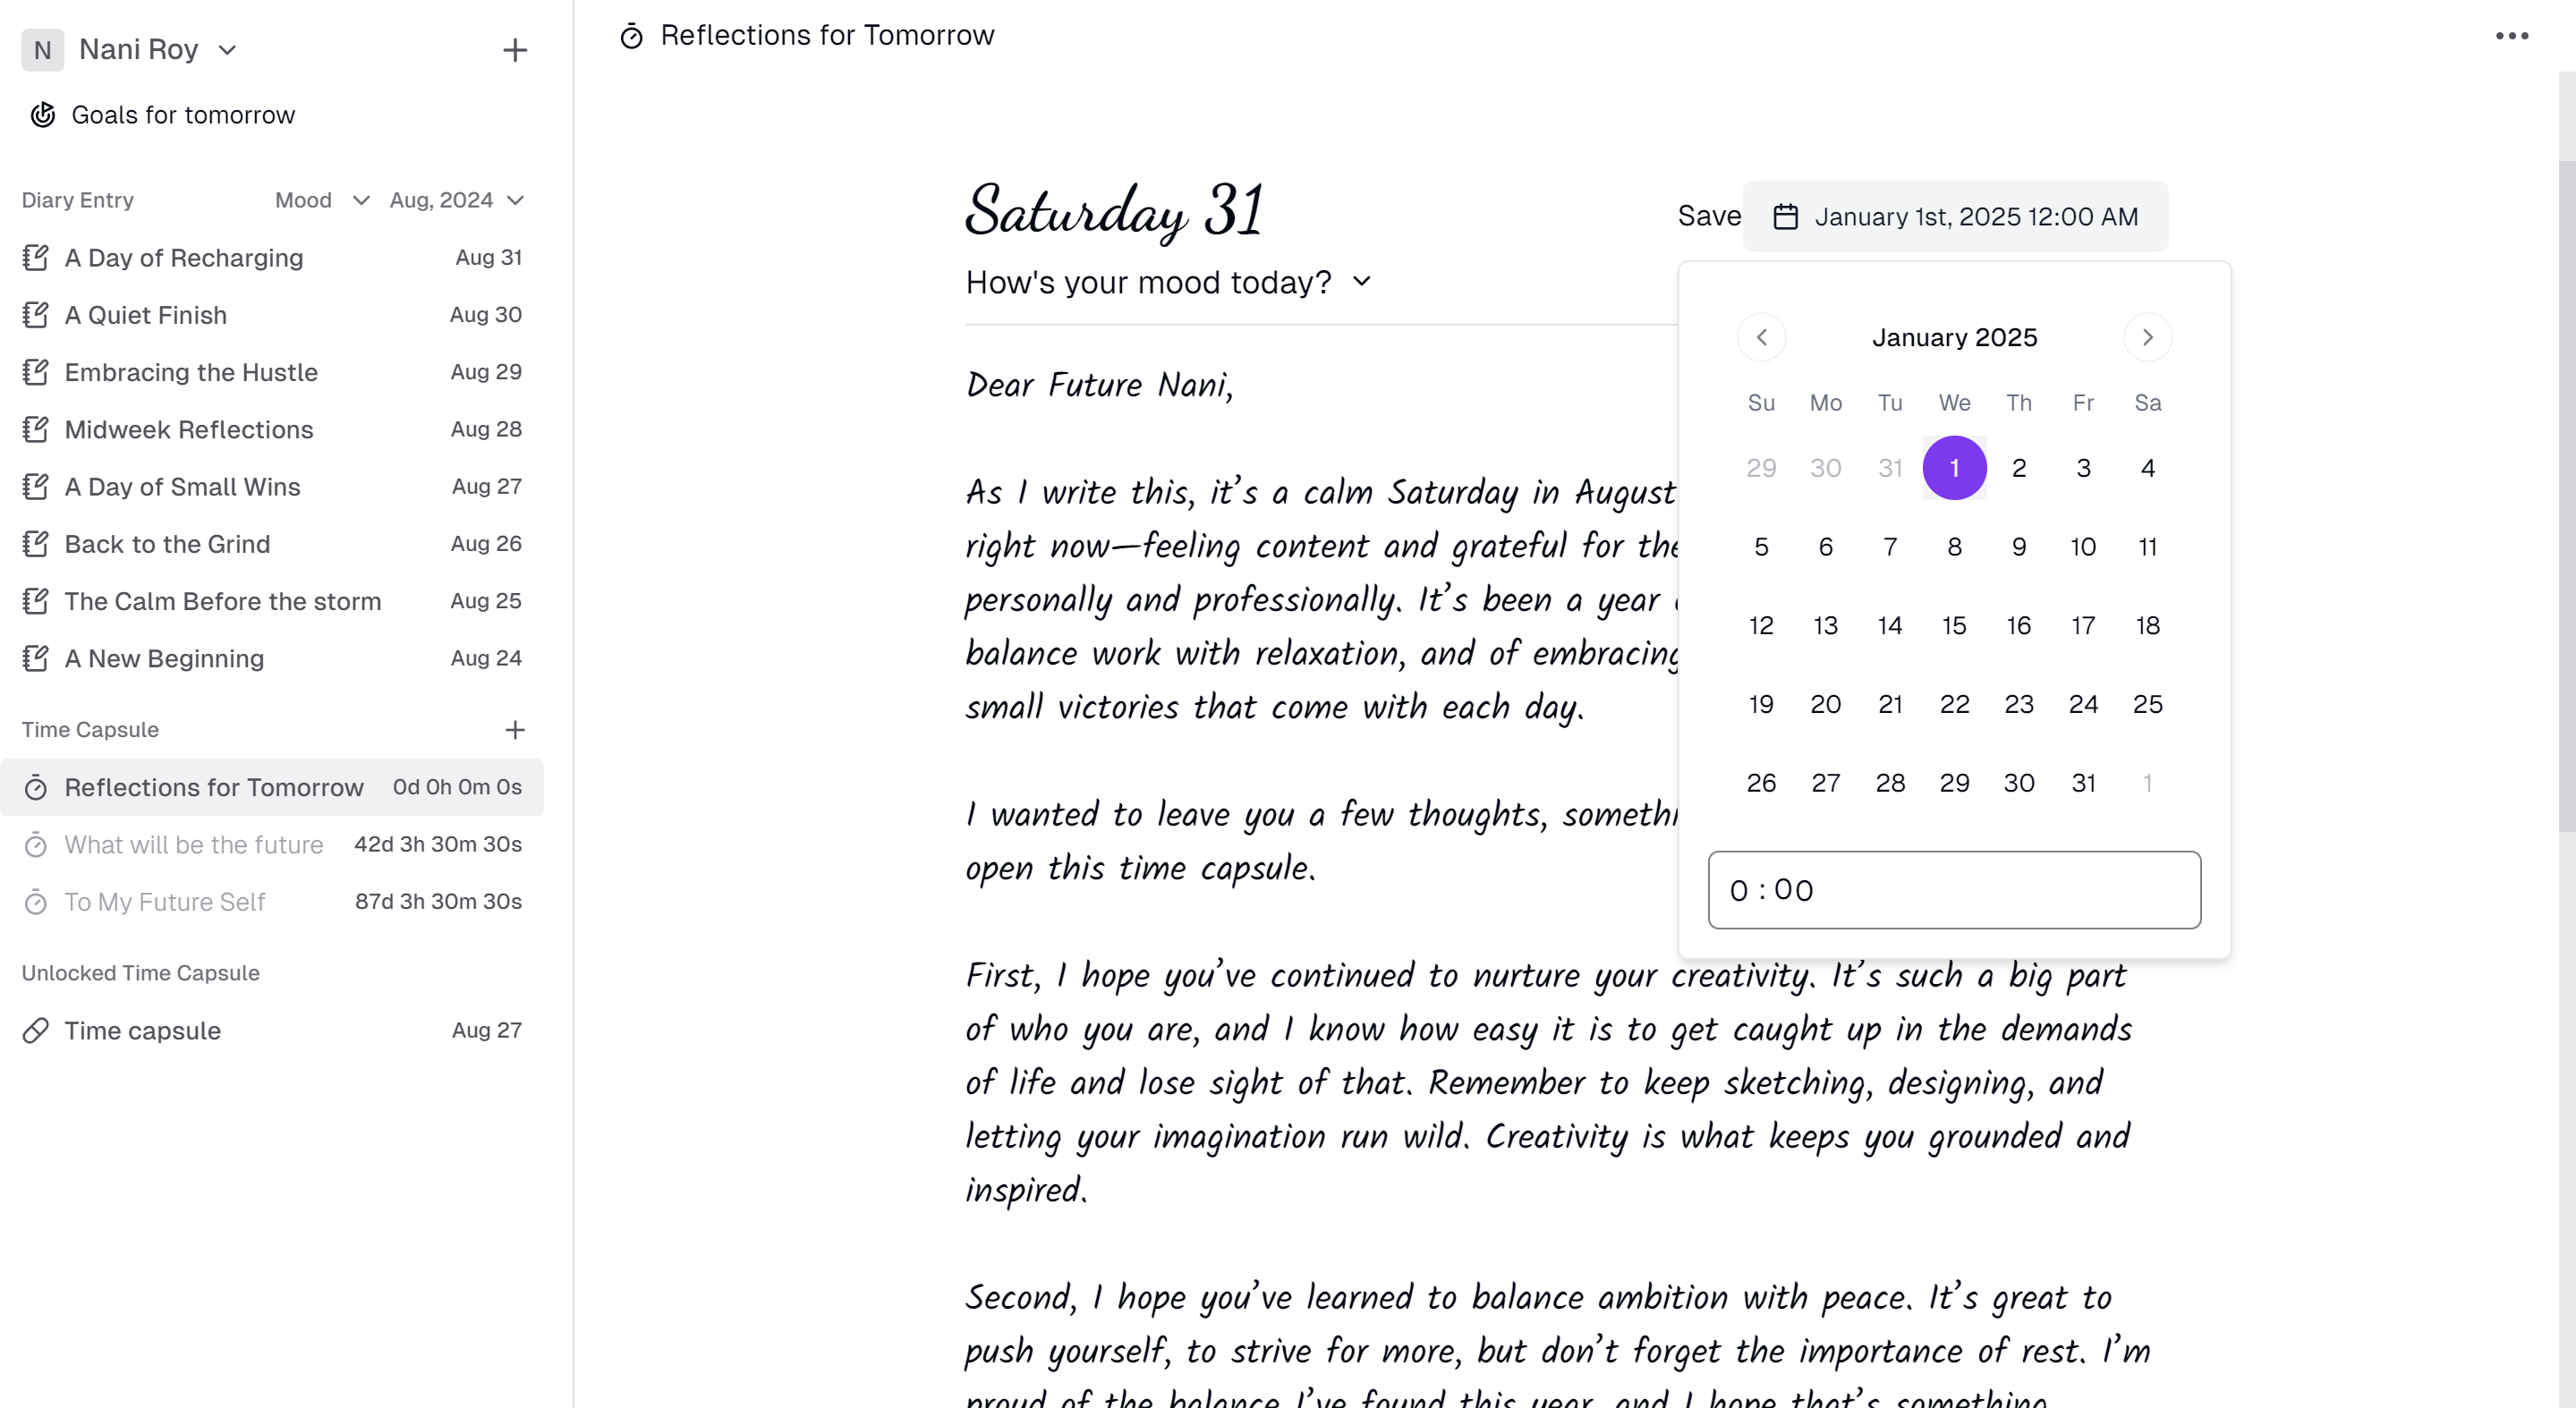 N Nani Roy
Goals for tomorrow
Diary Entry Mood Aug, 2024
A Day of Recharging Aug 31
A Quiet Finish Aug 30
Embracing the Hustle Aug 29
Midweek Reflections Aug 28
A Day of Small Wins Aug 27
Back to the Grind Aug 26
The Calm Before the storm Aug 25
A New Beginning Aug 24
Time Capsule
Reflections for Tomorrow 0d 0h 0m 0s
What will be the future 42d 3h 30m 30s
To My Future Self 87d 3h 30m 30s
Unlocked Time Capsule
Time capsule Aug 27
Reflections for Tomorrow
Saturday 31
Save January 1st, 2025 12:00 AM
How's your mood today?
Dear Future Nani,
As I write this, it’s a calm Saturday in August
right now—feeling content and grateful for the
personally and professionally. It’s been a year
balance work with relaxation, and of embracing
small victories that come with each day.
I wanted to leave you a few thoughts,
open this time capsule.
First, I hope you’ve continued to nurture your creativity. It’s such a big part
of who you are, and I know how easy it is to get caught up in the demands
of life and lose sight of that. Remember to keep sketching, designing, and
letting your imagination run wild. Creativity is what keeps you grounded and
inspired.
Second, I hope you’ve learned to balance ambition with peace. It’s great to
push yourself, to strive for more, but don’t forget the importance of rest. I’m
proud of the balance I’ve found this year, and I hope that’s something
January 2025
Su Mo Tu We Th Fr Sa
29 30 31 1 2 3 4
5 6 7 8 9 10 11
12 13 14 15 16 17 18
19 20 21 22 23 24 25
26 27 28 29 30 31 1
0 : 00